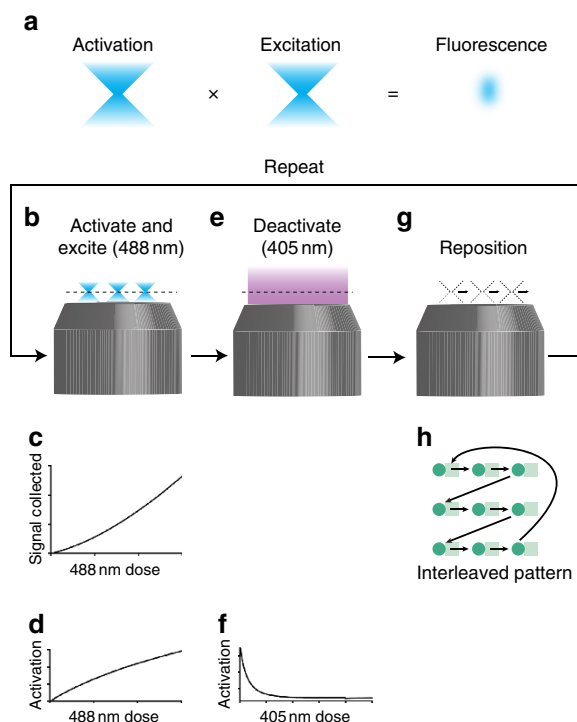 a
Activation
Excitation
Fluorescence
×
=
Repeat
b
Activate and
excite (488 nm)
e
Deactivate
(405 nm)
g
Reposition
c
Signal collected
488 nm dose
h
Interleaved pattern
d
Activation
488 nm dose
f
Activation
405 nm dose